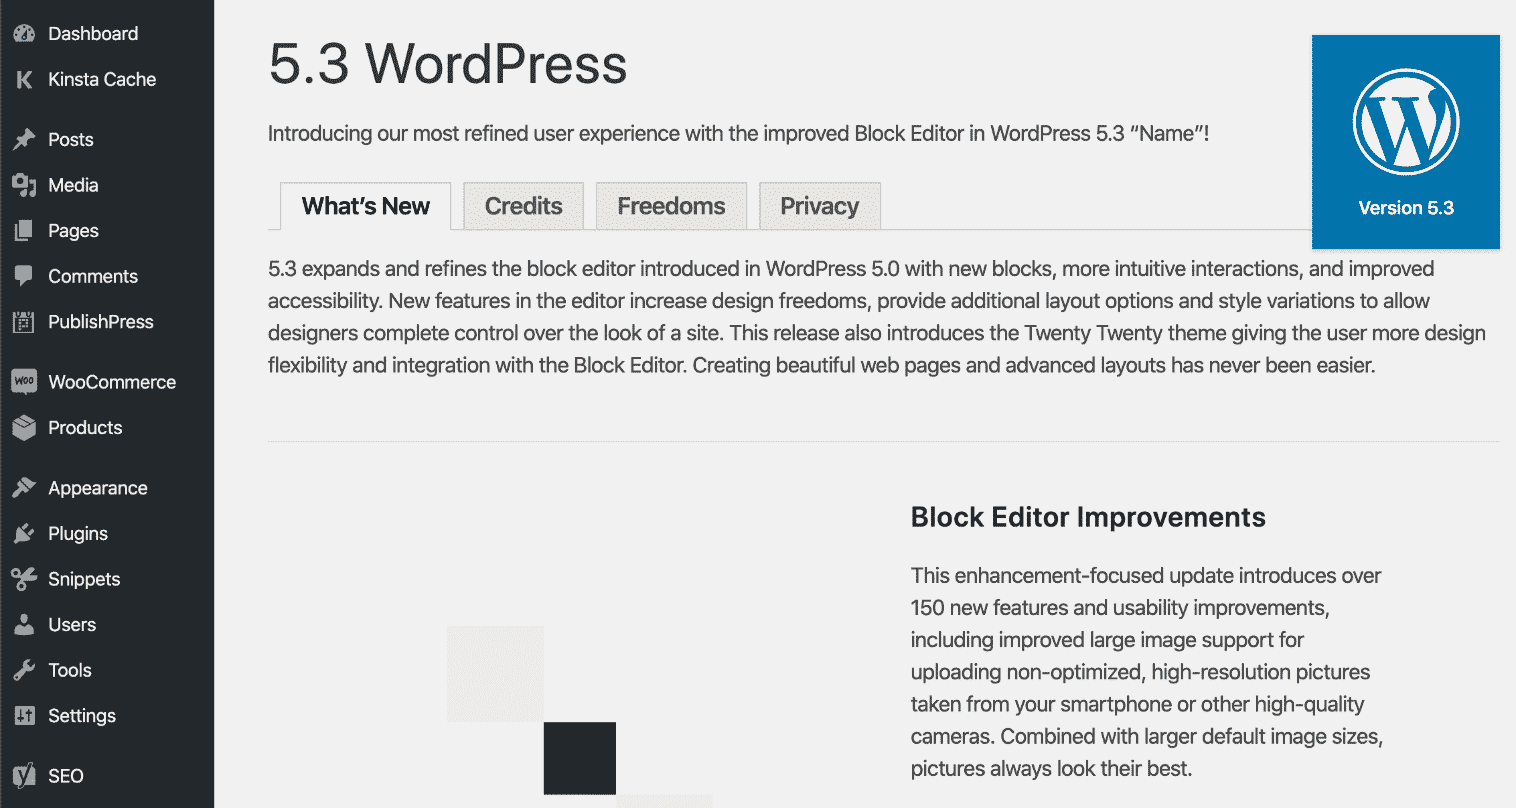 Dashboard
Kinsta Cache
Posts
Media
Pages
Comments
PublishPress
WooCommerce
Products
Appearance
Plugins
Snippets
Users
Tools
Settings
SEO
5.3 WordPress
Introducing our most refined user experience with the improved Block Editor in WordPress 5.3 “Name”!
Version 5.3
What’s New
Credits
Freedoms
Privacy
5.3 expands and refines the block editor introduced in WordPress 5.0 with new blocks, more intuitive interactions, and improved
accessibility. New features in the editor increase design freedoms, provide additional layout options and style variations to allow
designers complete control over the look of a site. This release also introduces the Twenty Twenty theme giving the user more design
flexibility and integration with the Block Editor. Creating beautiful web pages and advanced layouts has never been easier.
Block Editor Improvements
This enhancement-focused update introduces over
150 new features and usability improvements,
including improved large image support for
uploading non-optimized, high-resolution pictures
taken from your smartphone or other high-quality
cameras. Combined with larger default image sizes,
pictures always look their best.